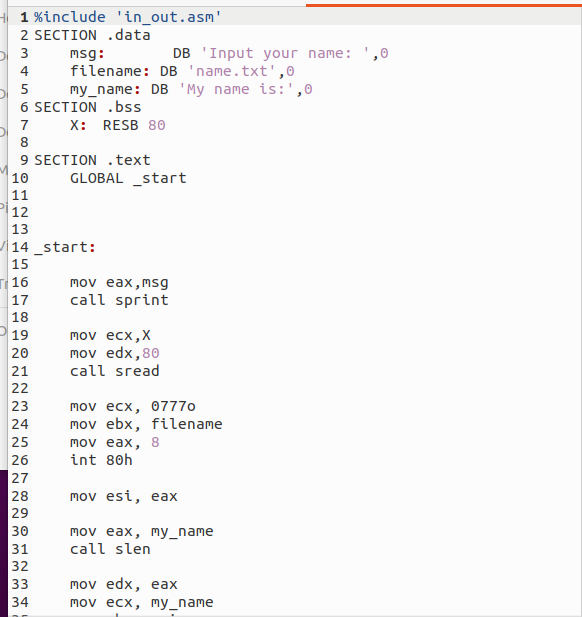 1 %include 'in_out.asm'
2 SECTION .data
3 msg: DB 'Input your name: ',0
4 filename: DB 'name.txt',0
5 my_name: DB 'My name is:',0
6 SECTION .bss
7 X: RESB 80
8
9 SECTION .text
10 GLOBAL _start
11
12
13
14 _start:
15
16 mov eax,msg
17 call sprint
18
19 mov ecx,X
20 mov edx,80
21 call sread
22
23 mov ecx, 0777o
24 mov ebx, filename
25 mov eax, 8
26 int 80h
27
28 mov esi, eax
29
30 mov eax, my_name
31 call slen
32
33 mov edx, eax
34 mov ecx, my_name